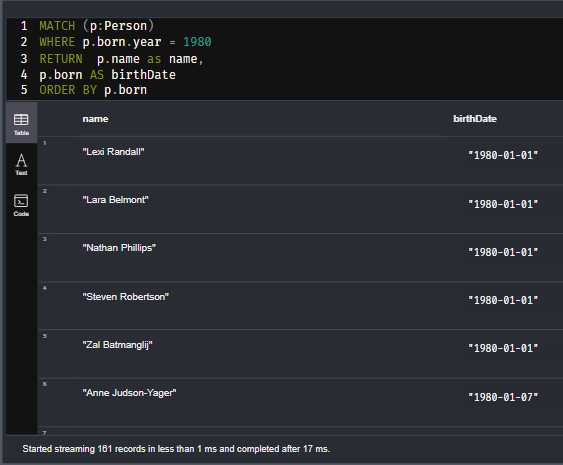 1 MATCH (p:Person)
2 WHERE p.born.year = 1980
3 RETURN  p.name as name,
4 p.born AS birthDate
5 ORDER BY p.born
Table
Text
Code
name birthDate
1 "Lexi Randall" "1980-01-01"
2 "Lara Belmont" "1980-01-01"
3 "Nathan Phillips" "1980-01-01"
4 "Steven Robertson" "1980-01-01"
5 "Zal Batmanglij" "1980-01-01"
6 "Anne Judson-Yager" "1980-01-07"
7
Started streaming 161 records in less than 1 ms and completed after 17 ms.